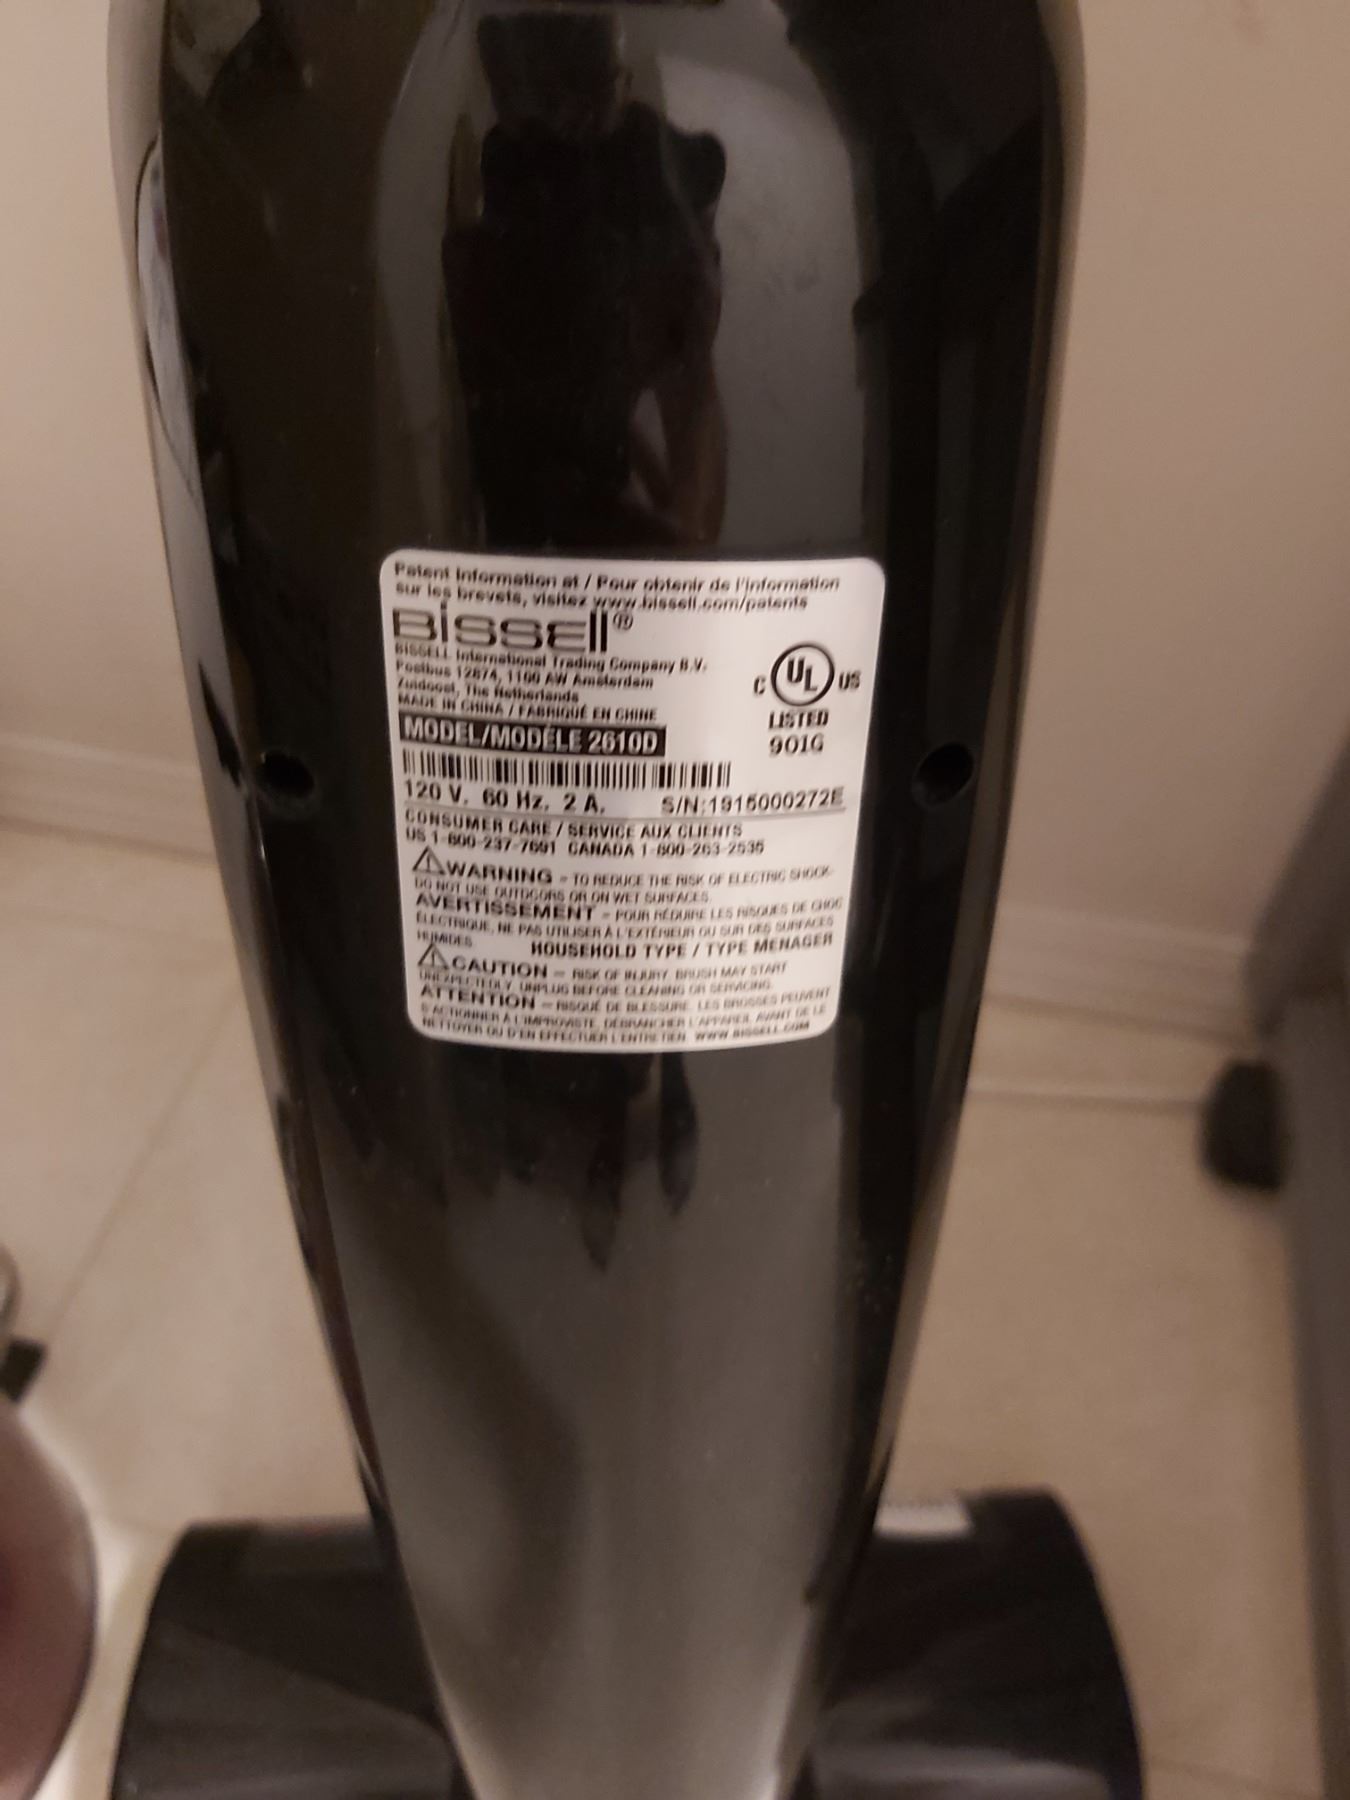 Patent Information at / Pour obtenir de l'information
sur les brevets, visitez www.bissell.com/patents
BISSELL®
BISSELL International Trading Company B.V.
Postbus 12874, 1100 AW Amsterdam
Zuidoost, The Netherlands
MADE IN CHINA / FABRIQUÉ EN CHINE
C UL US
LISTED
901G
MODEL/MODÈLE 2610D
120 V. 60 Hz. 2 A. S/N:1915000272E
CONSUMER CARE / SERVICE AUX CLIENTS
US 1-800-237-7691 CANADA 1-800-263-2535
WARNING - TO REDUCE THE RISK OF ELECTRIC SHOCK-
DO NOT USE OUTDOORS OR ON WET SURFACES.
AVERTISSEMENT - POUR RÉDUIRE LES RISQUES DE CHOC
ÉLECTRIQUE, NE PAS UTILISER À L'EXTÉRIEUR OU SUR DES SURFACES
HUMIDES. HOUSEHOLD TYPE / TYPE MENAGER
CAUTION - RISK OF INJURY. BRUSH MAY START
UNEXPECTEDLY. UNPLUG BEFORE CLEANING OR SERVICING.
ATTENTION - RISQUE DE BLESSURE. LES BROSSES PEUVENT
S'ACTIONNER À L'IMPROVISTE. DÉBRANCHER L'APPAREIL AVANT DE LE
NETTOYER OU D'EN EFFECTUER L'ENTRETIEN. WWW.BISSELL.COM